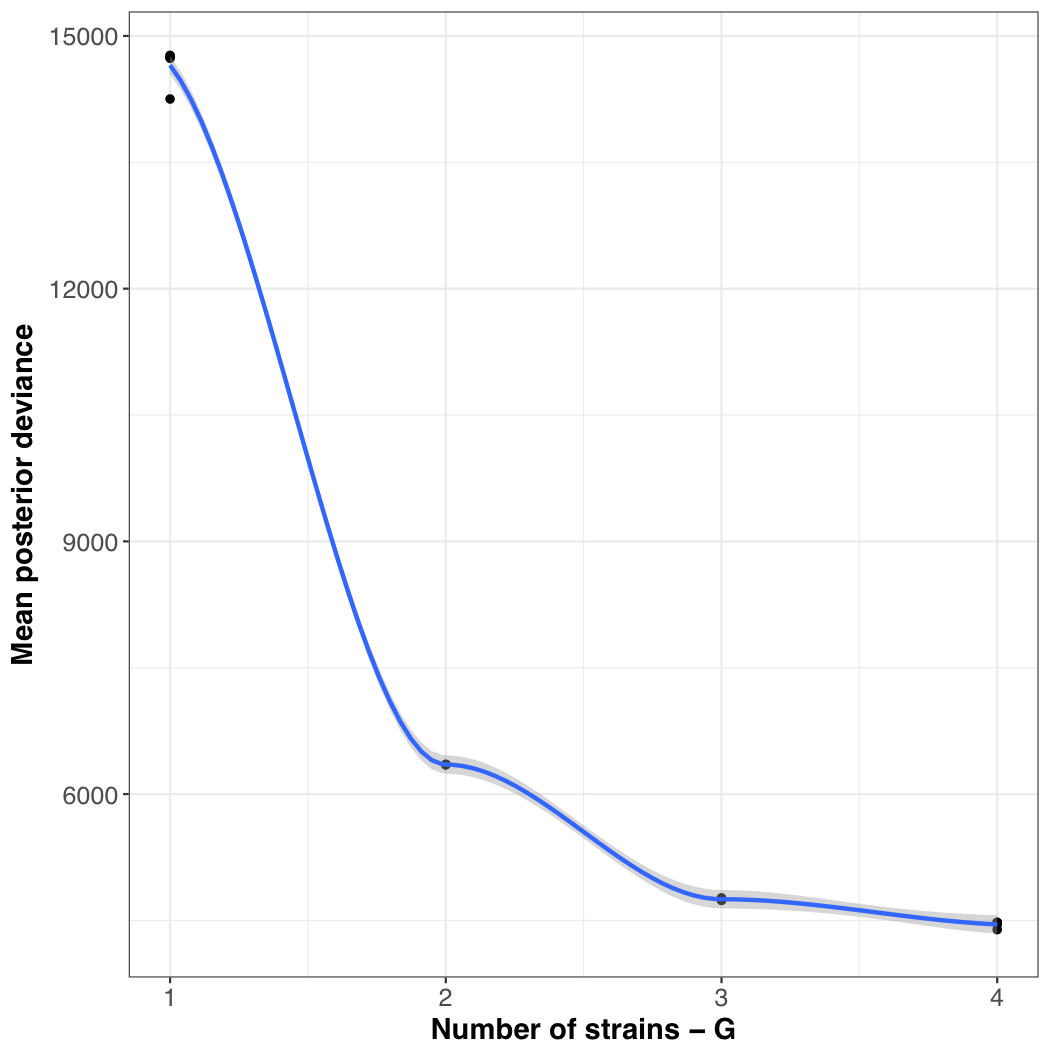 15000
12000
9000
6000
Mean posterior deviance
1 2 3 4
Number of strains – G